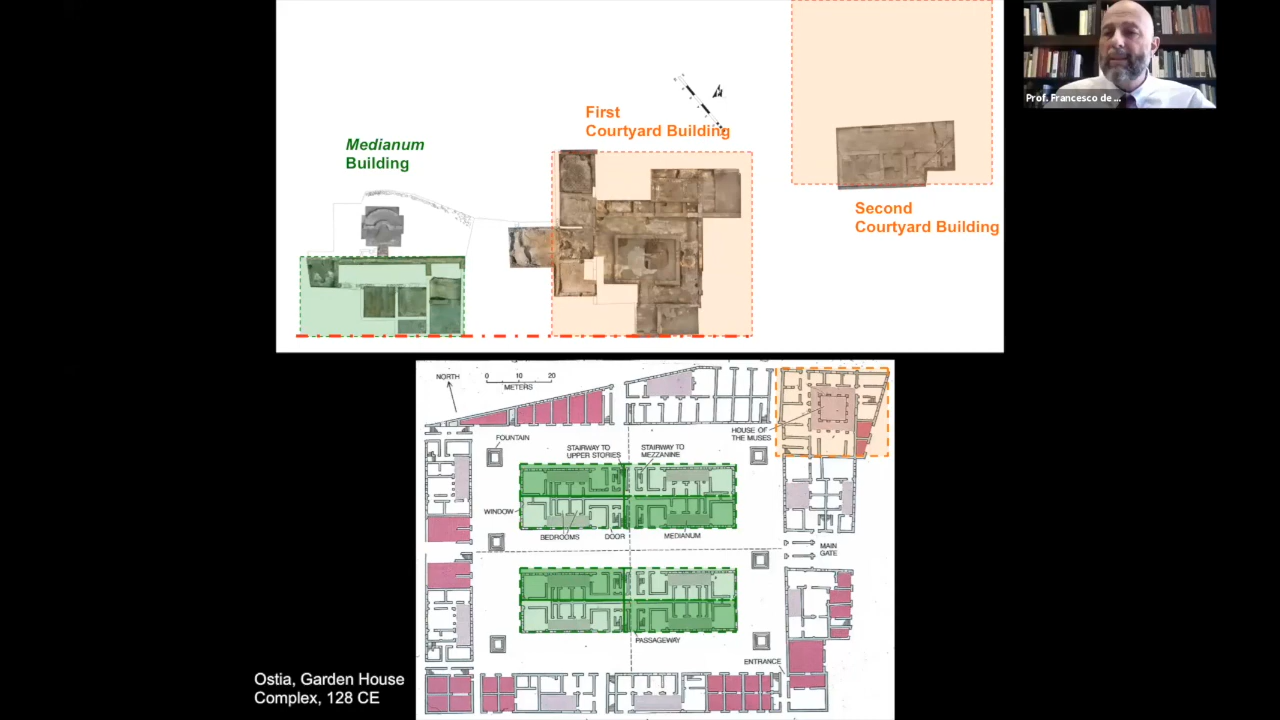 Prof. Francesco de ...
First
Courtyard Building
Medianum
Building
Second
Courtyard Building
NORTH
0 10 20
METERS
HOUSE OF
THE MUSES
FOUNTAIN
STAIRWAY TO
UPPER STORIES
STAIRWAY TO
MEZZANINE
WINDOW
BEDROOMS
DOOR
MEDIANUM
MAIN
GATE
PASSAGEWAY
ENTRANCE
Ostia, Garden House
Complex, 128 CE